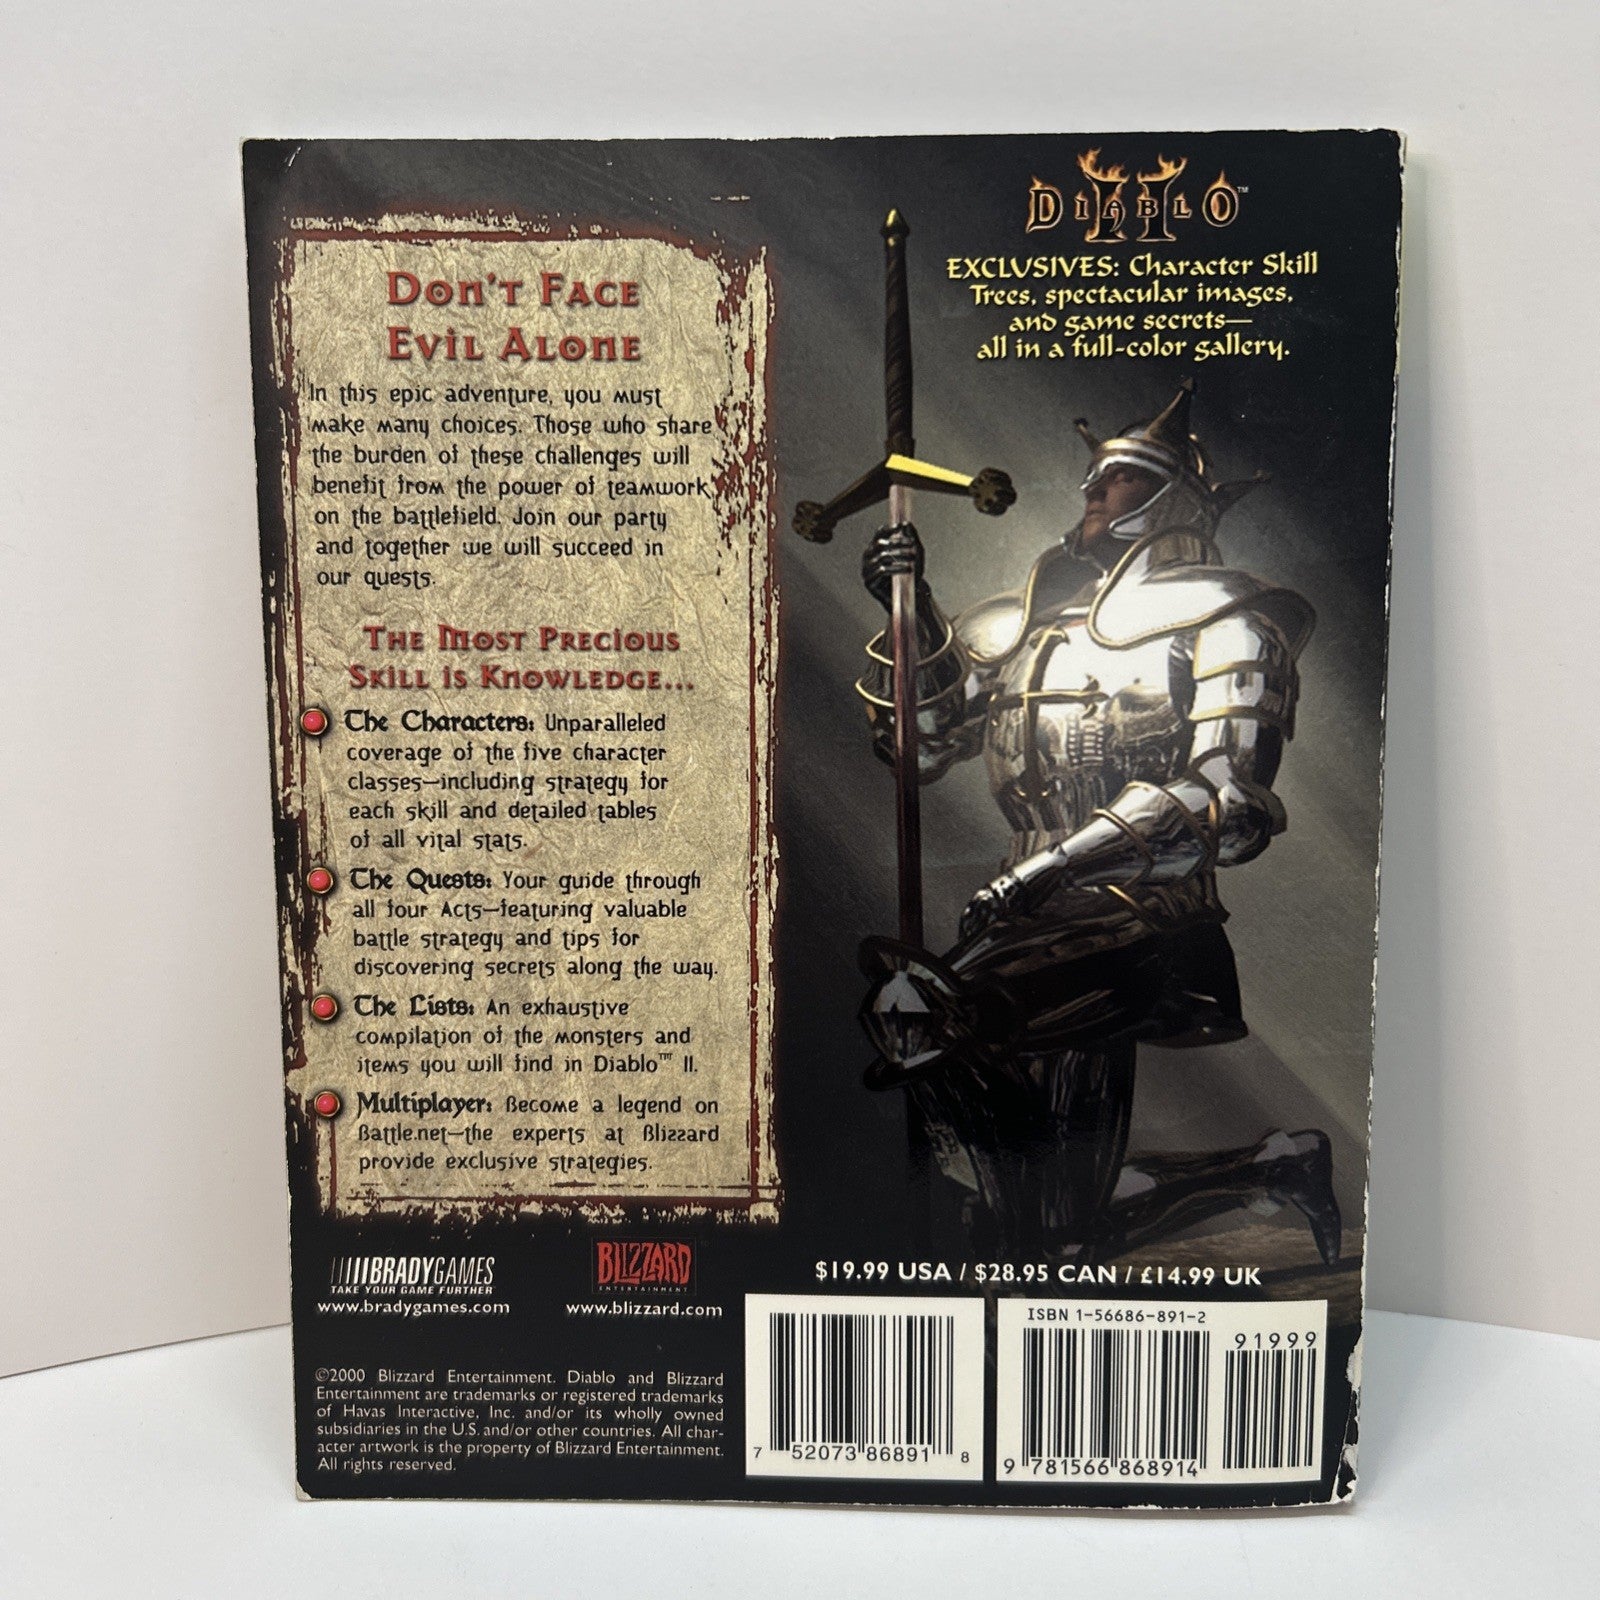 Don't Face
Evil Alone
In this epic adventure, you must
make many choices. Those who share
the burden of these challenges will
benefit from the power of teamwork
on the battlefield. Join our party
and together we will succeed in
our quests.
The Most Precious
Skill is Knowledge...
The Characters: Unparalleled
coverage of the five character
classes—including strategy for
each skill and detailed tables
of all vital stats.
The Quests: Your guide through
all four Acts—featuring valuable
battle strategy and tips for
discovering secrets along the way.
The Lists: An exhaustive
compilation of the monsters and
items you will find in Diablo™ II.
Multiplayer: Become a legend on
Battle.net—the experts at Blizzard
provide exclusive strategies.
BRADYGAMES
TAKE YOUR GAME FURTHER
www.bradygames.com
BLIZZARD
ENTERTAINMENT
www.blizzard.com
©2000 Blizzard Entertainment. Diablo and Blizzard
Entertainment are trademarks or registered trademarks
of Havas Interactive, Inc. and/or its wholly owned
subsidiaries in the U.S. and/or other countries. All char-
acter artwork is the property of Blizzard Entertainment.
All rights reserved.
DIABLO II™
EXCLUSIVES: Character Skill
Trees, spectacular images,
and game secrets—
all in a full-color gallery.
$19.99 USA / $28.95 CAN / £14.99 UK
7 52073 86891 8
ISBN 1-56686-891-2
91999
9 781566 868914